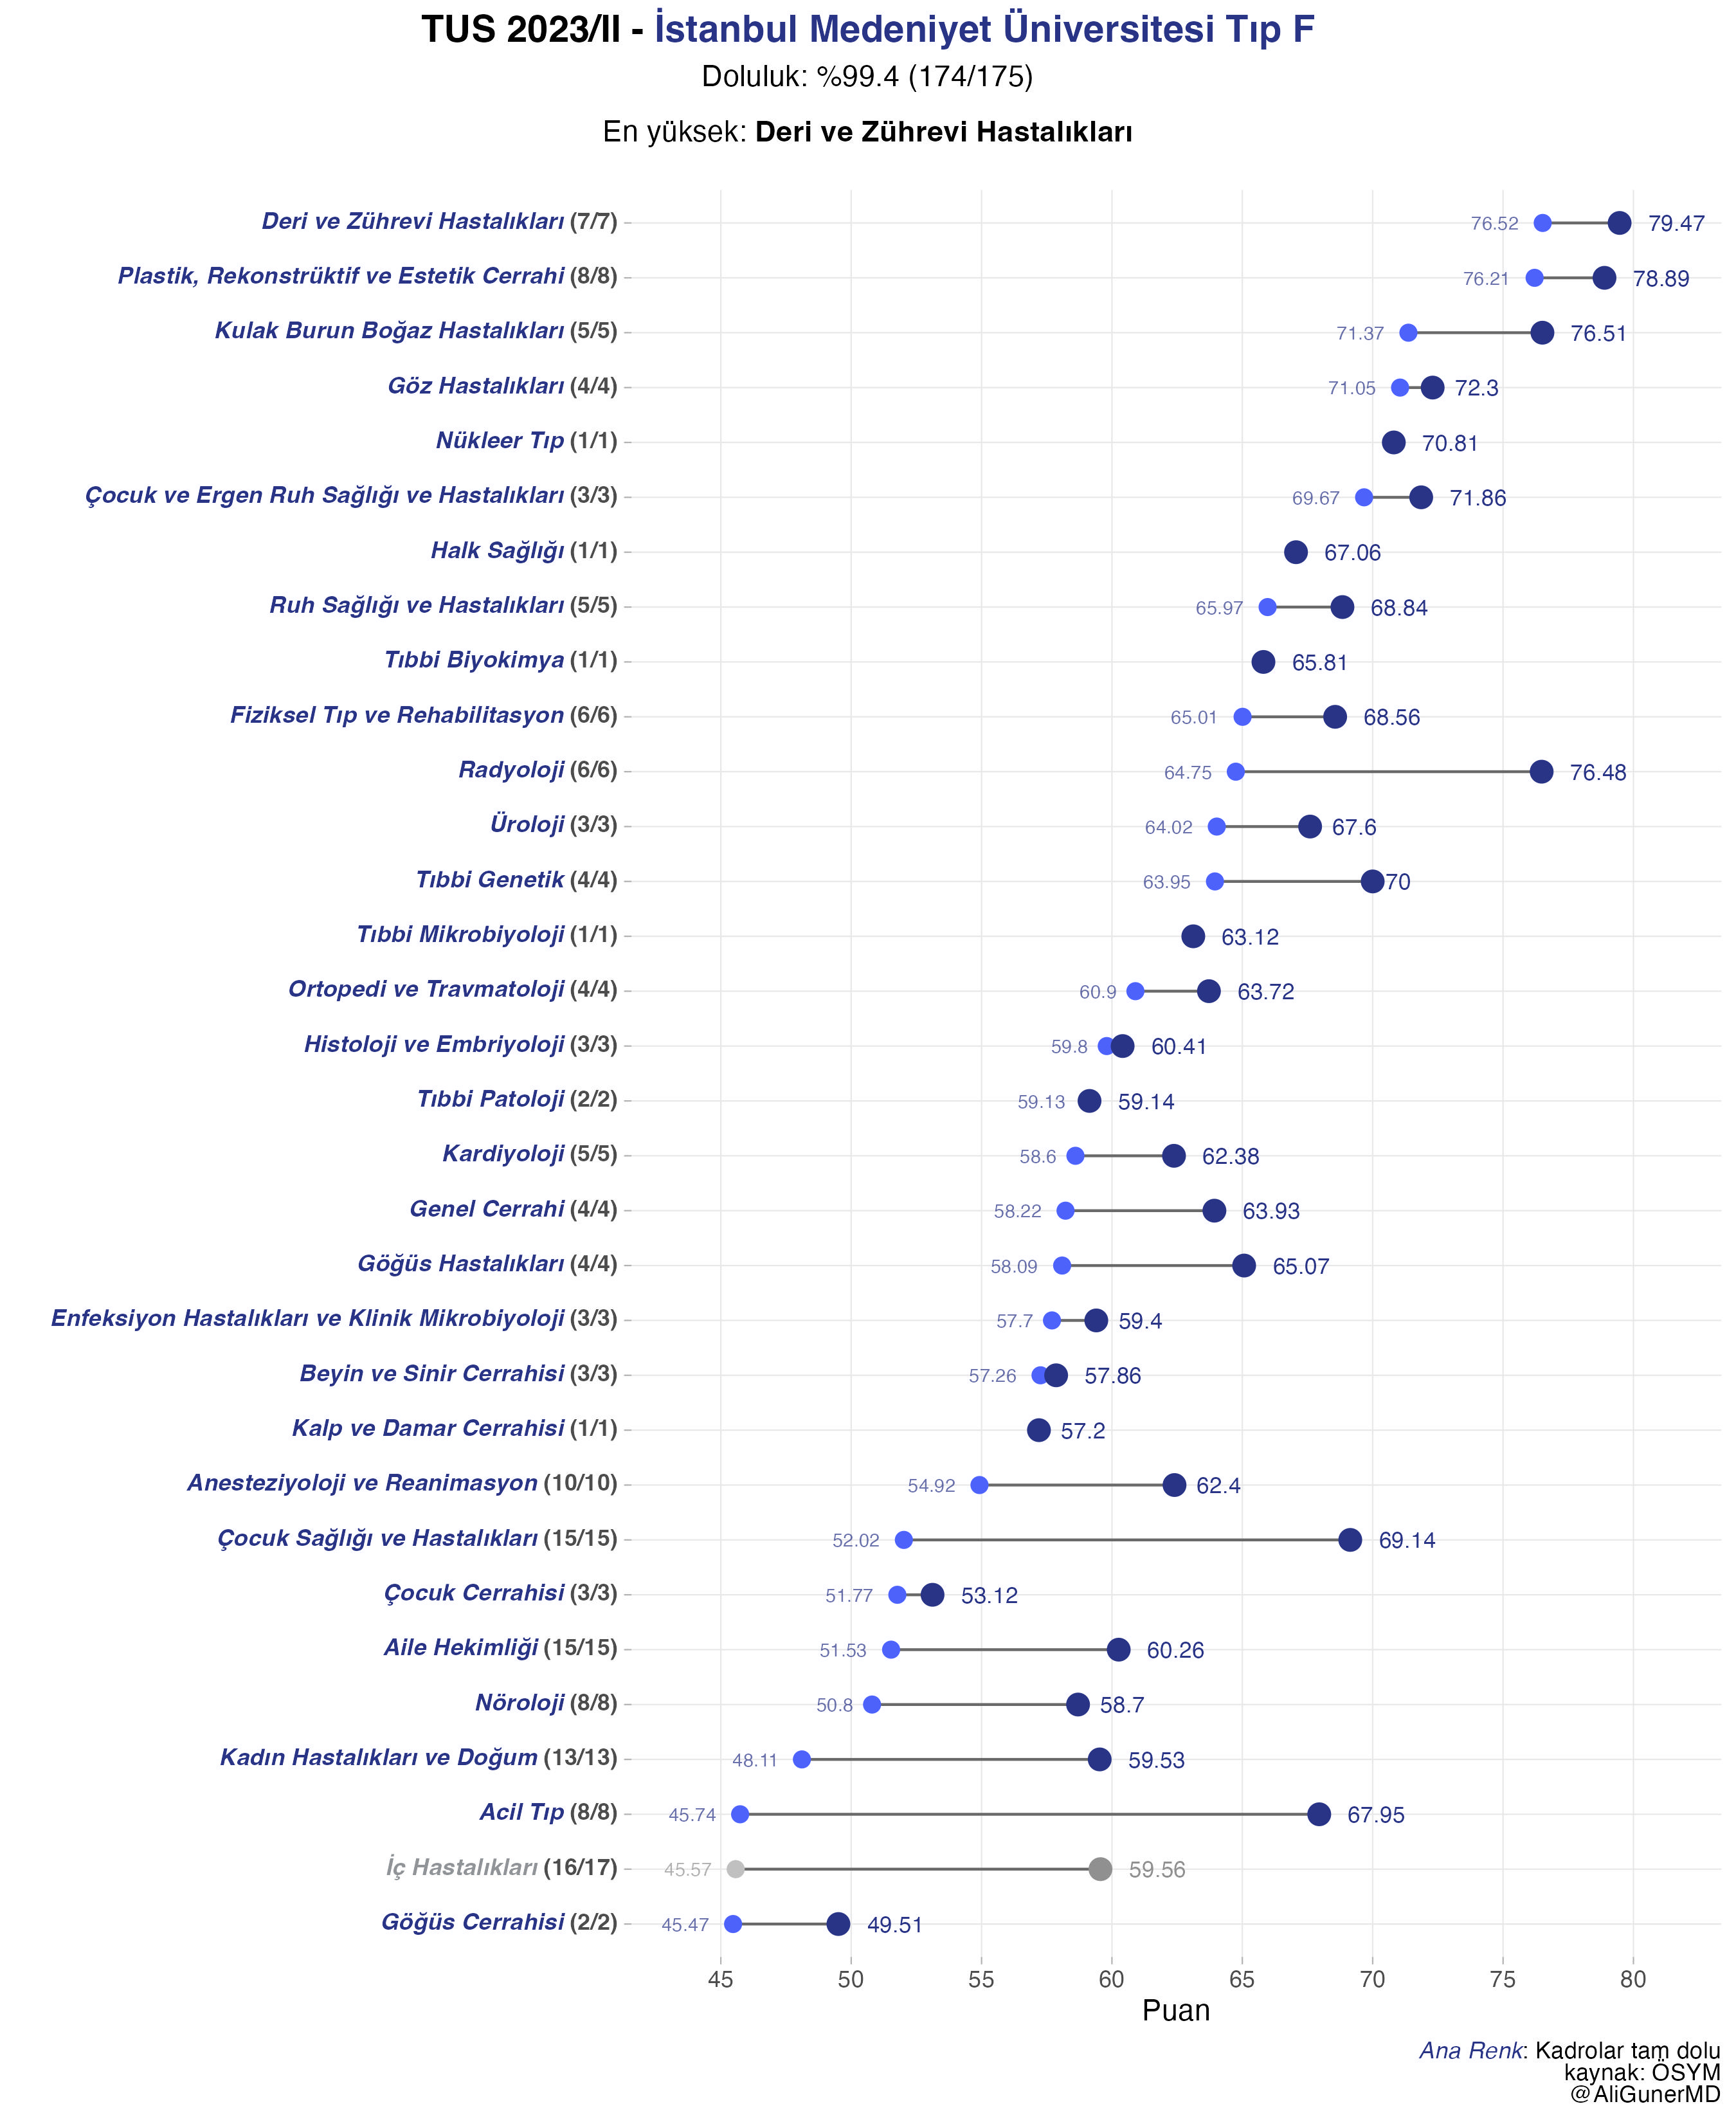 TUS 2023/II - İstanbul Medeniyet Üniversitesi Tıp F
Doluluk: %99.4 (174/175)
En yüksek: Deri ve Zührevi Hastalıkları
Deri ve Zührevi Hastalıkları (7/7) 76.52 79.47
Plastik, Rekonstrüktif ve Estetik Cerrahi (8/8) 76.21 78.89
Kulak Burun Boğaz Hastalıkları (5/5) 71.37 76.51
Göz Hastalıkları (4/4) 71.05 72.3
Nükleer Tıp (1/1) 70.81
Çocuk ve Ergen Ruh Sağlığı ve Hastalıkları (3/3) 69.67 71.86
Halk Sağlığı (1/1) 67.06
Ruh Sağlığı ve Hastalıkları (5/5) 65.97 68.84
Tıbbi Biyokimya (1/1) 65.81
Fiziksel Tıp ve Rehabilitasyon (6/6) 65.01 68.56
Radyoloji (6/6) 64.75 76.48
Üroloji (3/3) 64.02 67.6
Tıbbi Genetik (4/4) 63.95 70
Tıbbi Mikrobiyoloji (1/1) 63.12
Ortopedi ve Travmatoloji (4/4) 60.9 63.72
Histoloji ve Embriyoloji (3/3) 59.8 60.41
Tıbbi Patoloji (2/2) 59.13 59.14
Kardiyoloji (5/5) 58.6 62.38
Genel Cerrahi (4/4) 58.22 63.93
Göğüs Hastalıkları (4/4) 58.09 65.07
Enfeksiyon Hastalıkları ve Klinik Mikrobiyoloji (3/3) 57.7 59.4
Beyin ve Sinir Cerrahisi (3/3) 57.26 57.86
Kalp ve Damar Cerrahisi (1/1) 57.2
Anesteziyoloji ve Reanimasyon (10/10) 54.92 62.4
Çocuk Sağlığı ve Hastalıkları (15/15) 52.02 69.14
Çocuk Cerrahisi (3/3) 51.77 53.12
Aile Hekimliği (15/15) 51.53 60.26
Nöroloji (8/8) 50.8 58.7
Kadın Hastalıkları ve Doğum (13/13) 48.11 59.53
Acil Tıp (8/8) 45.74 67.95
İç Hastalıkları (16/17) 45.57 59.56
Göğüs Cerrahisi (2/2) 45.47 49.51
45 50 55 60 65 70 75 80
Puan
Ana Renk: Kadrolar tam dolu
kaynak: ÖSYM
@AliGunerMD